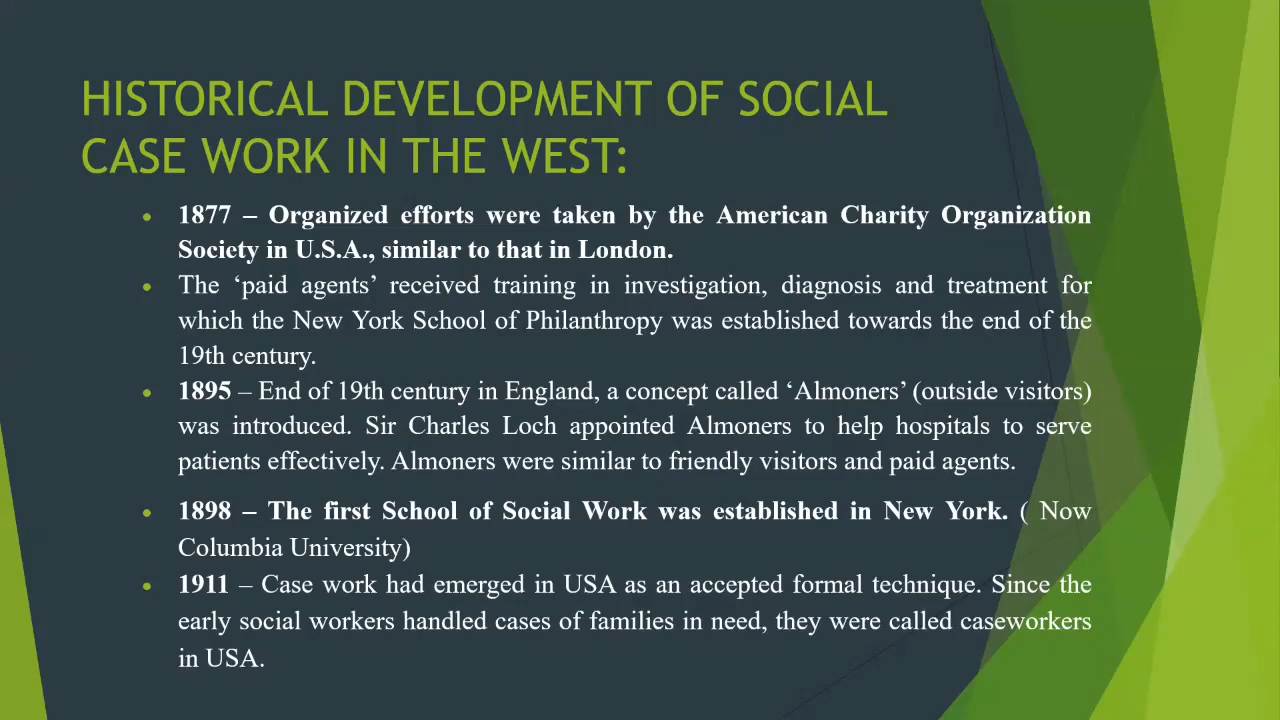 HISTORICAL DEVELOPMENT OF SOCIAL
CASE WORK IN THE WEST:
• 1877 – Organized efforts were taken by the American Charity Organization
Society in U.S.A., similar to that in London.
• The ‘paid agents’ received training in investigation, diagnosis and treatment for
which the New York School of Philanthropy was established towards the end of the
19th century.
• 1895 – End of 19th century in England, a concept called ‘Almoners’ (outside visitors)
was introduced. Sir Charles Loch appointed Almoners to help hospitals to serve
patients effectively. Almoners were similar to friendly visitors and paid agents.
• 1898 – The first School of Social Work was established in New York. ( Now
Columbia University)
• 1911 – Case work had emerged in USA as an accepted formal technique. Since the
early social workers handled cases of families in need, they were called caseworkers
in USA.